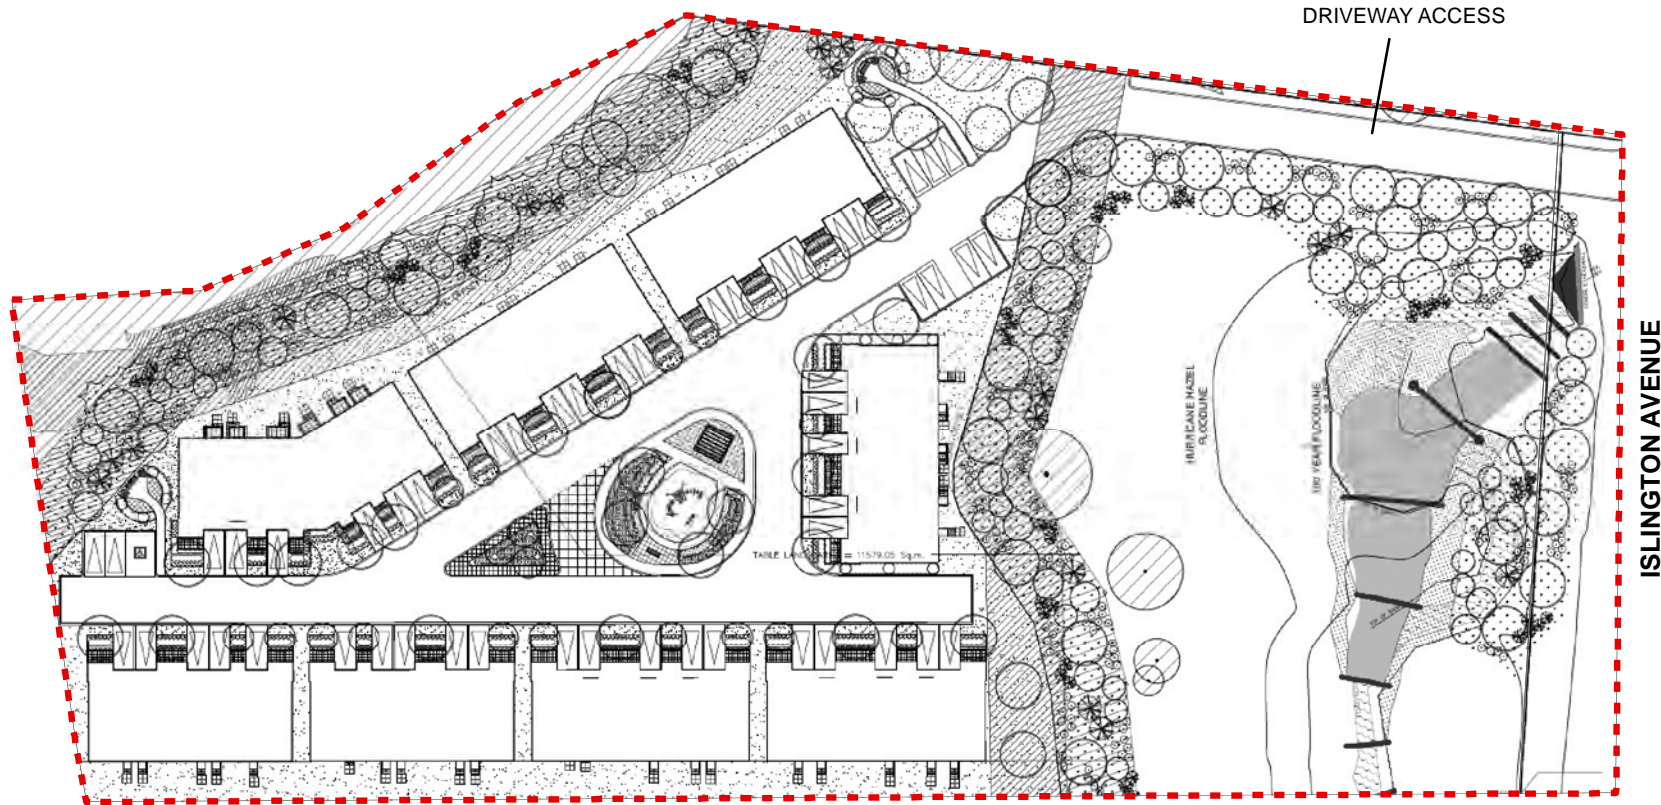 DRIVEWAY ACCESS
HURRICANE HAZEL
FLOODLINE
100 YEAR FLOODLINE
ISLINGTON AVENUE
TABLE LAND = 11579.05 Sq.m.